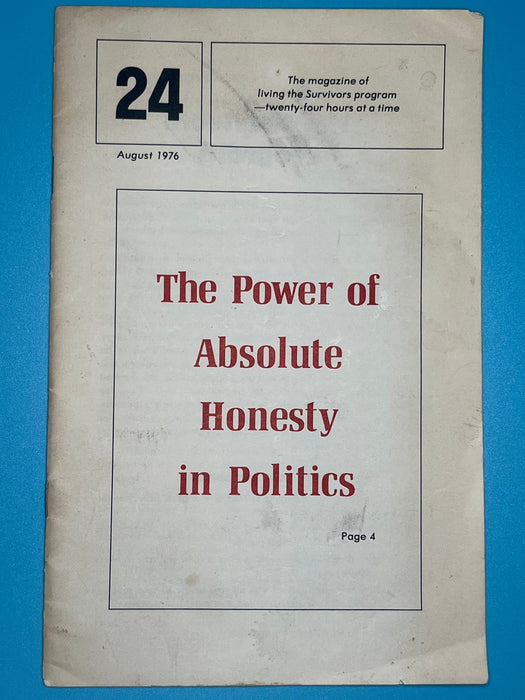 24
The magazine of
living the Survivors program
—twenty-four hours at a time
August 1976
The Power of
Absolute
Honesty
in Politics
Page 4